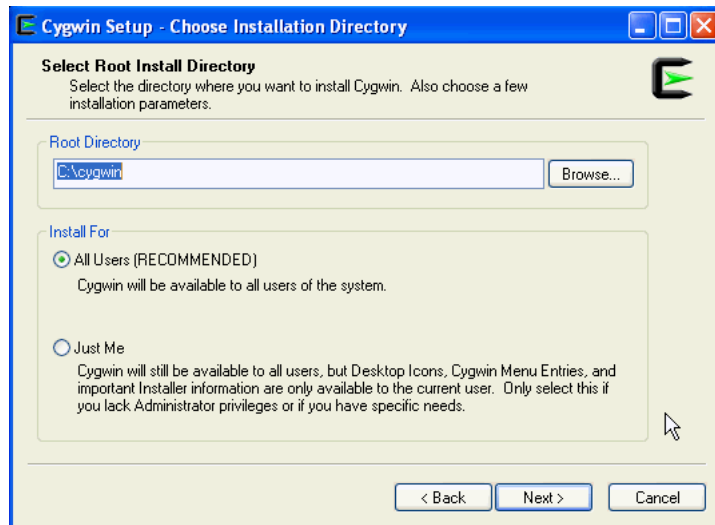 Cygwin Setup - Choose Installation Directory
Select Root Install Directory
Select the directory where you want to install Cygwin. Also choose a few
installation parameters.
Root Directory
C:\cygwin
Browse...
Install For
All Users (RECOMMENDED)
Cygwin will be available to all users of the system.
Just Me
Cygwin will still be available to all users, but Desktop Icons, Cygwin Menu Entries, and
important Installer information are only available to the current user. Only select this if
you lack Administrator privileges or if you have specific needs.
< Back
Next >
Cancel